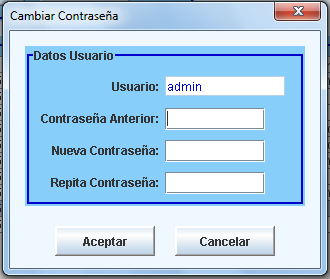 Cambiar Contraseña
Datos Usuario
Usuario: admin
Contraseña Anterior:
Nueva Contraseña:
Repita Contraseña:
Aceptar Cancelar